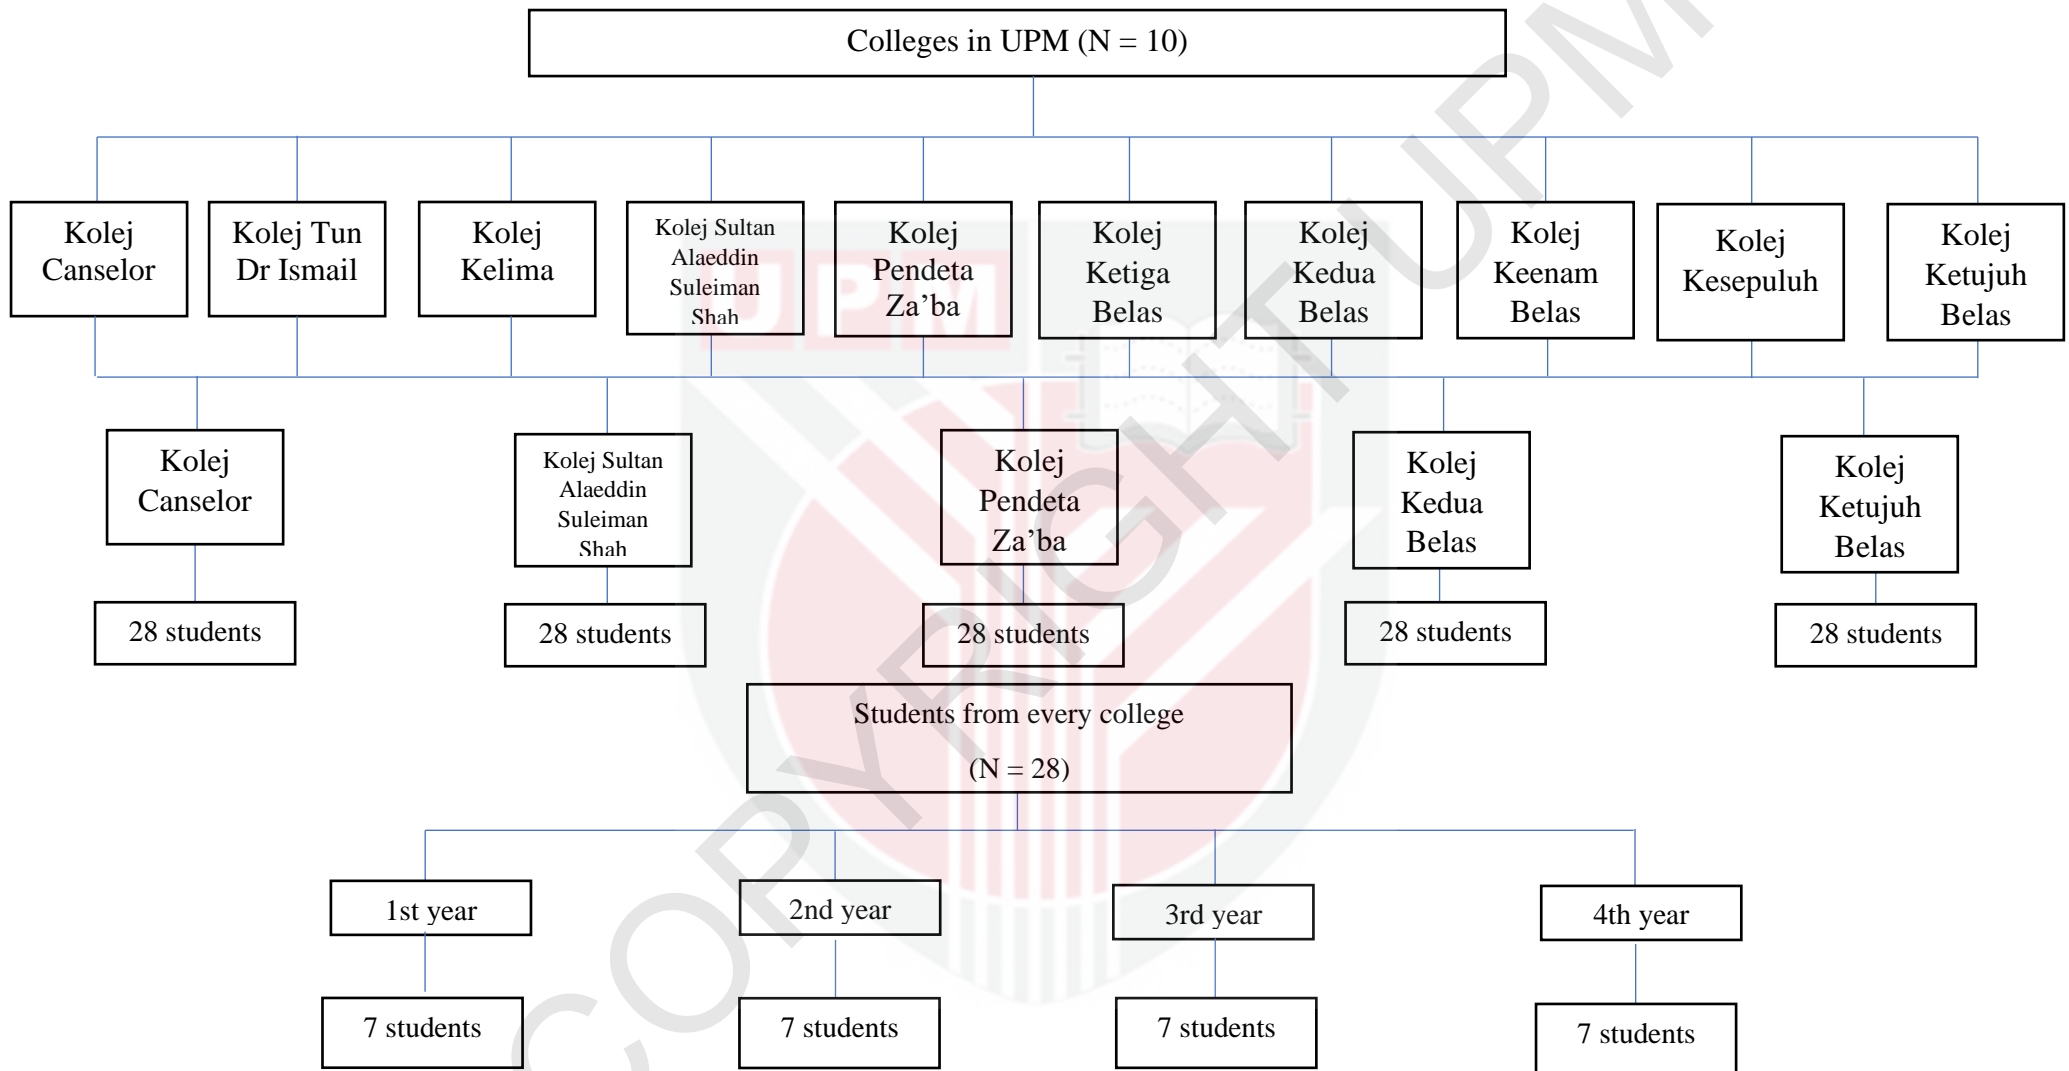 Colleges in UPM (N = 10)
Kolej
Canselor
Kolej Tun
Dr Ismail
Kolej
Kelima
Kolej Sultan
Alaeddin
Suleiman
Shah
Kolej
Pendeta
Za’ba
Kolej
Ketiga
Belas
Kolej
Kedua
Belas
Kolej
Keenam
Belas
Kolej
Kesepuluh
Kolej
Ketujuh
Belas
Kolej
Canselor
Kolej Sultan
Alaeddin
Suleiman
Shah
Kolej
Pendeta
Za’ba
Kolej
Kedua
Belas
Kolej
Ketujuh
Belas
28 students
28 students
28 students
28 students
28 students
Students from every college
(N = 28)
1st year
2nd year
3rd year
4th year
7 students
7 students
7 students
7 students
UPM
COPYRIGHT UPM